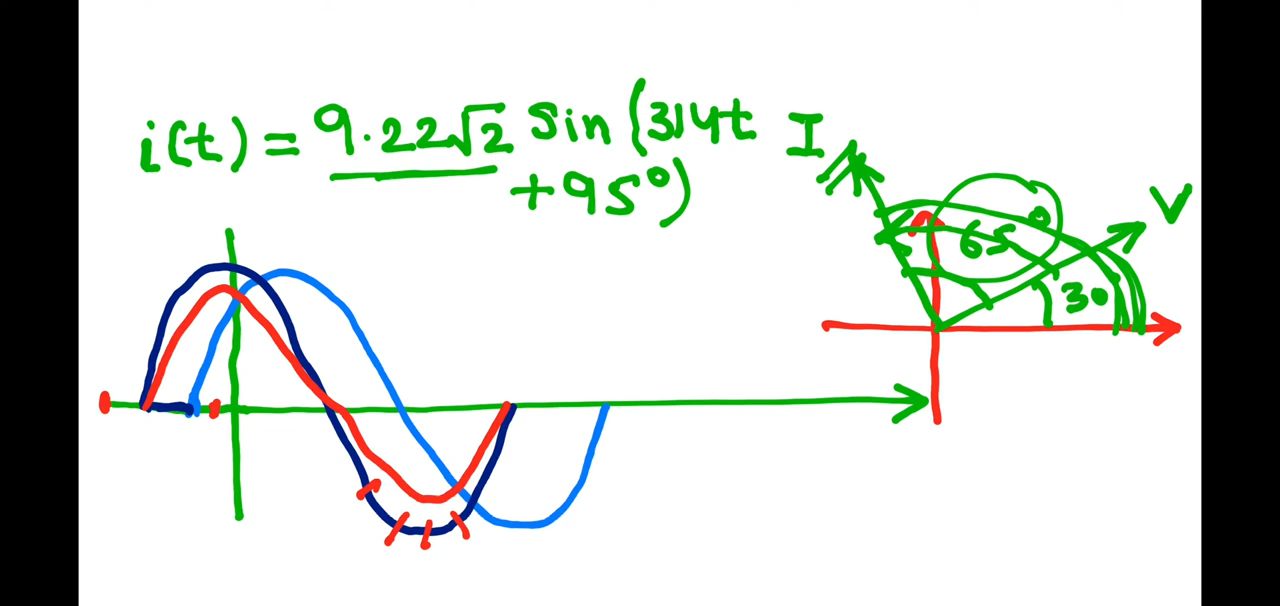 i(t) = 9.22√2 sin(314t
+95°)
I
V
65°
30